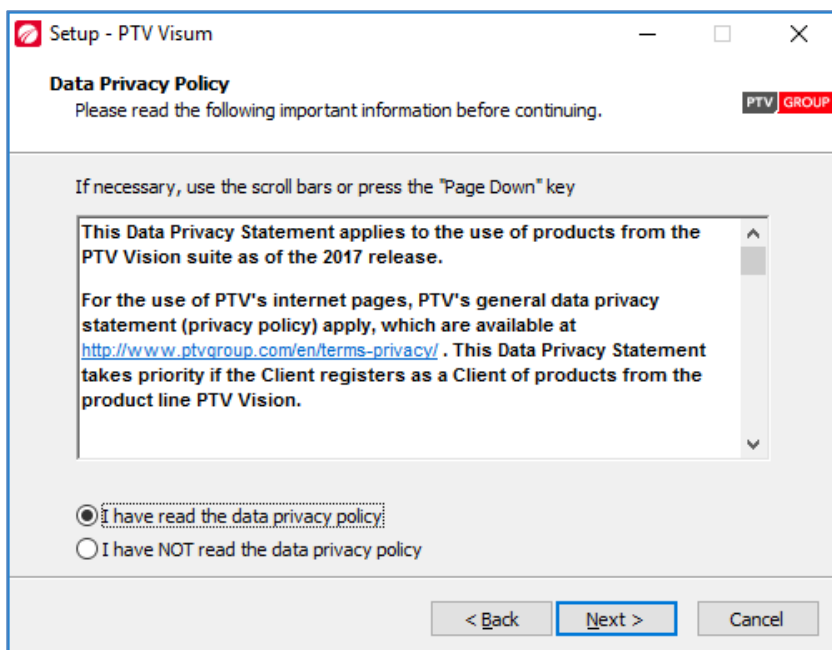 Setup - PTV Visum
Data Privacy Policy
Please read the following important information before continuing.
PTV GROUP
If necessary, use the scroll bars or press the "Page Down" key
This Data Privacy Statement applies to the use of products from the
PTV Vision suite as of the 2017 release.
For the use of PTV's internet pages, PTV's general data privacy
statement (privacy policy) apply, which are available at
http://www.ptvgroup.com/en/terms-privacy/ . This Data Privacy Statement
takes priority if the Client registers as a Client of products from the
product line PTV Vision.
I have read the data privacy policy
I have NOT read the data privacy policy
< Back Next > Cancel